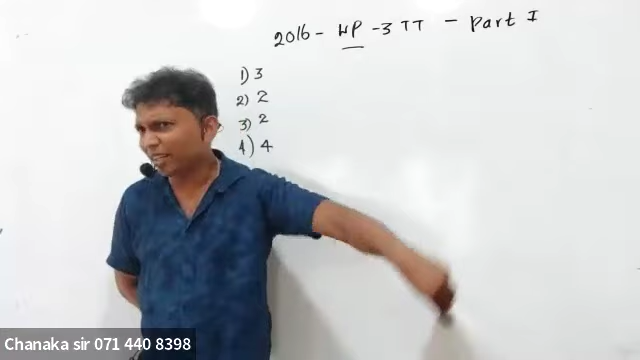 2016 - WP - 3 TT - Part I
1) 3
2) 2
3) 2
4) 4
Chanaka sir 071 440 8398